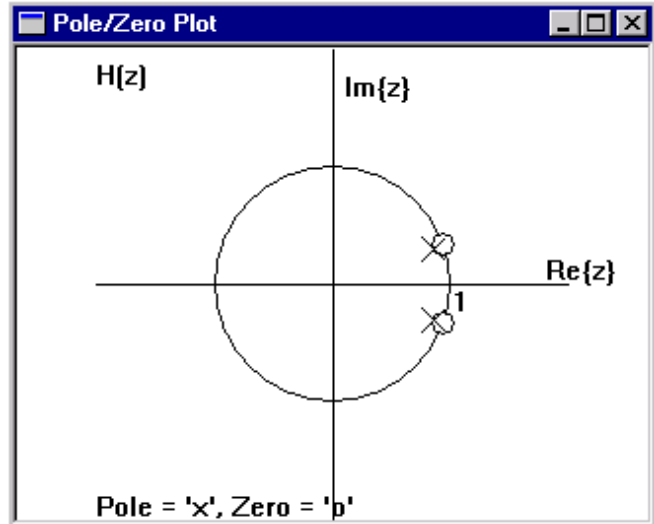 Pole/Zero Plot
H(z)
Im{z}
Re{z}
1
Pole = 'x', Zero = 'o'